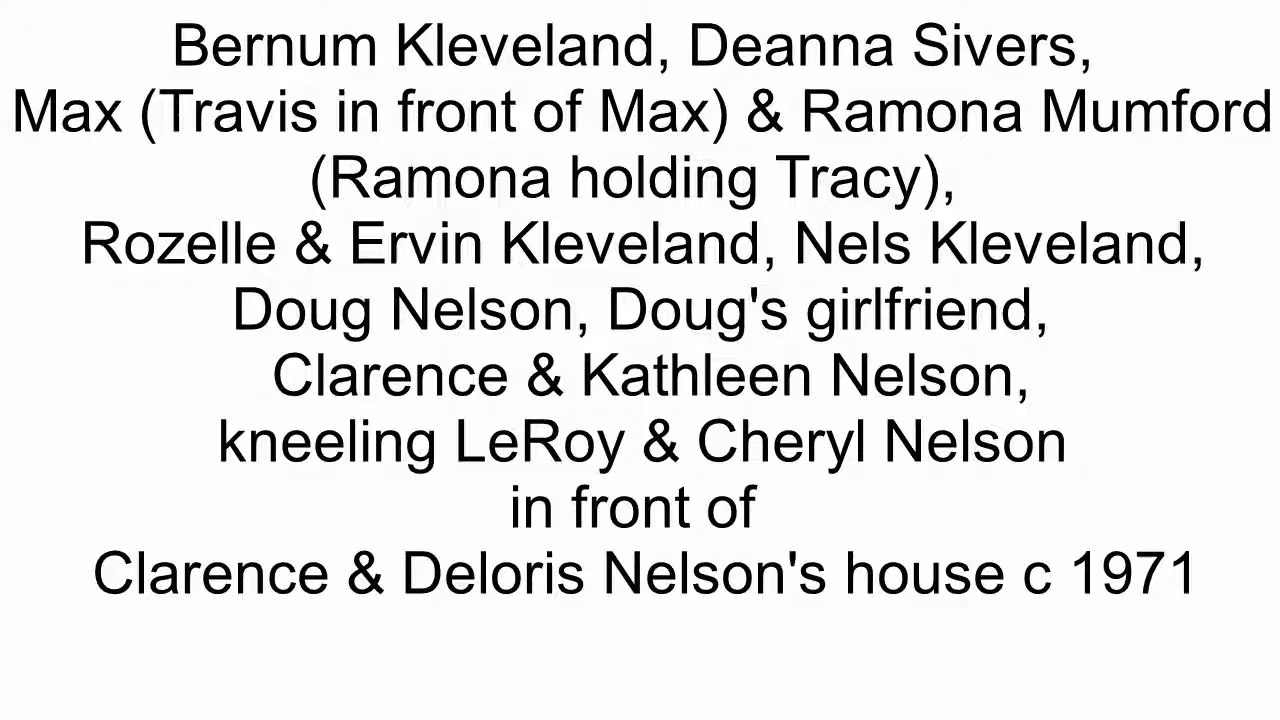 Bernum Kleveland, Deanna Sivers,
Max (Travis in front of Max) & Ramona Mumford
(Ramona holding Tracy),
Rozelle & Ervin Kleveland, Nels Kleveland,
Doug Nelson, Doug's girlfriend,
Clarence & Kathleen Nelson,
kneeling LeRoy & Cheryl Nelson
in front of
Clarence & Deloris Nelson's house c 1971